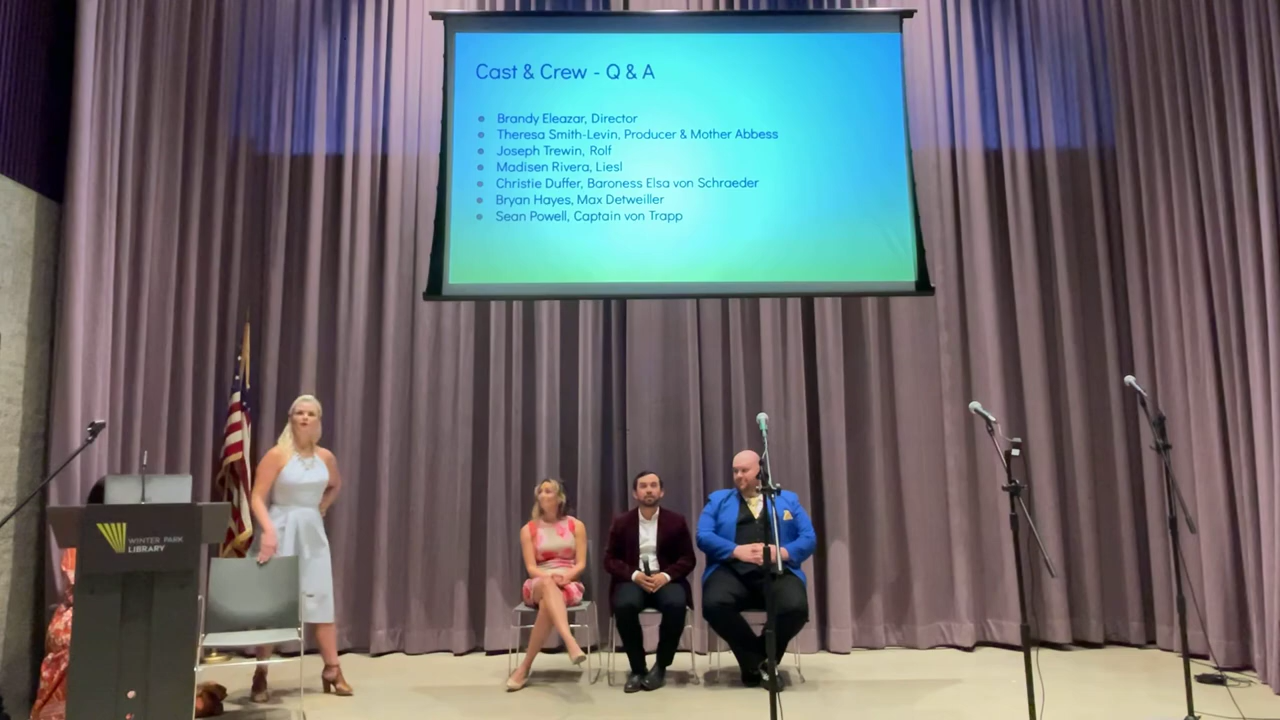 Cast & Crew - Q & A
Brandy Eleazar, Director
Theresa Smith-Levin, Producer & Mother Abbess
Joseph Trewin, Rolf
Madisen Rivera, Liesl
Christie Duffer, Baroness Elsa von Schraeder
Bryan Hayes, Max Detweiller
Sean Powell, Captain von Trapp
WINTER PARK
LIBRARY